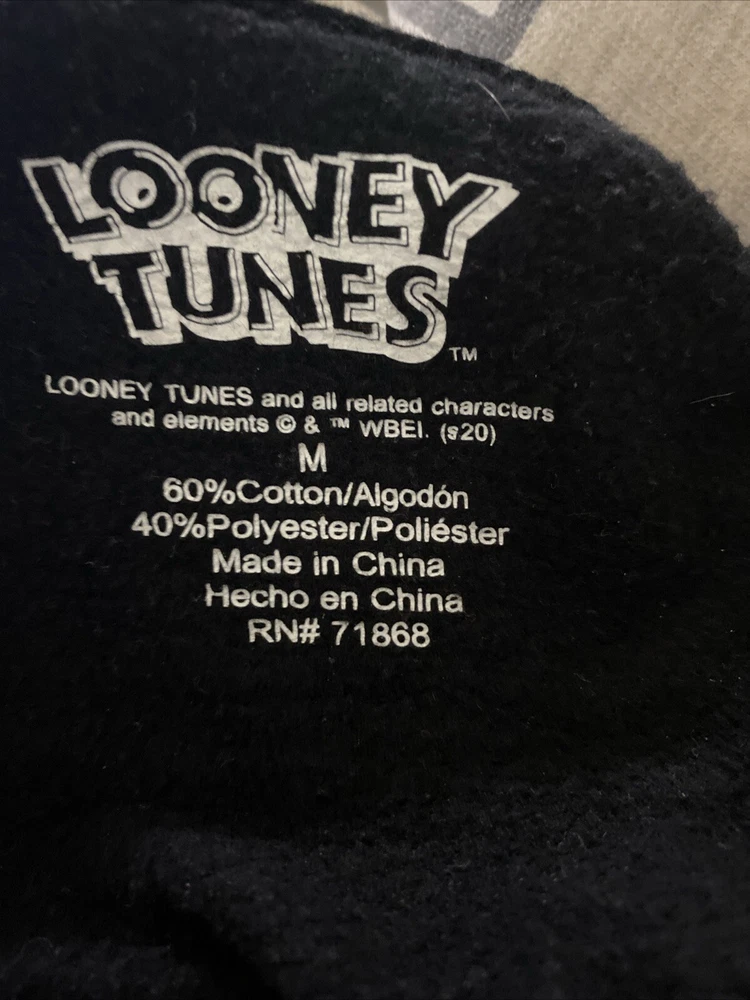 LOONEY
TUNES
TM
LOONEY TUNES and all related characters
and elements © & ™ WBEI. (s20)
M
60%Cotton/Algodón
40%Polyester/Poliéster
Made in China
Hecho en China
RN# 71868